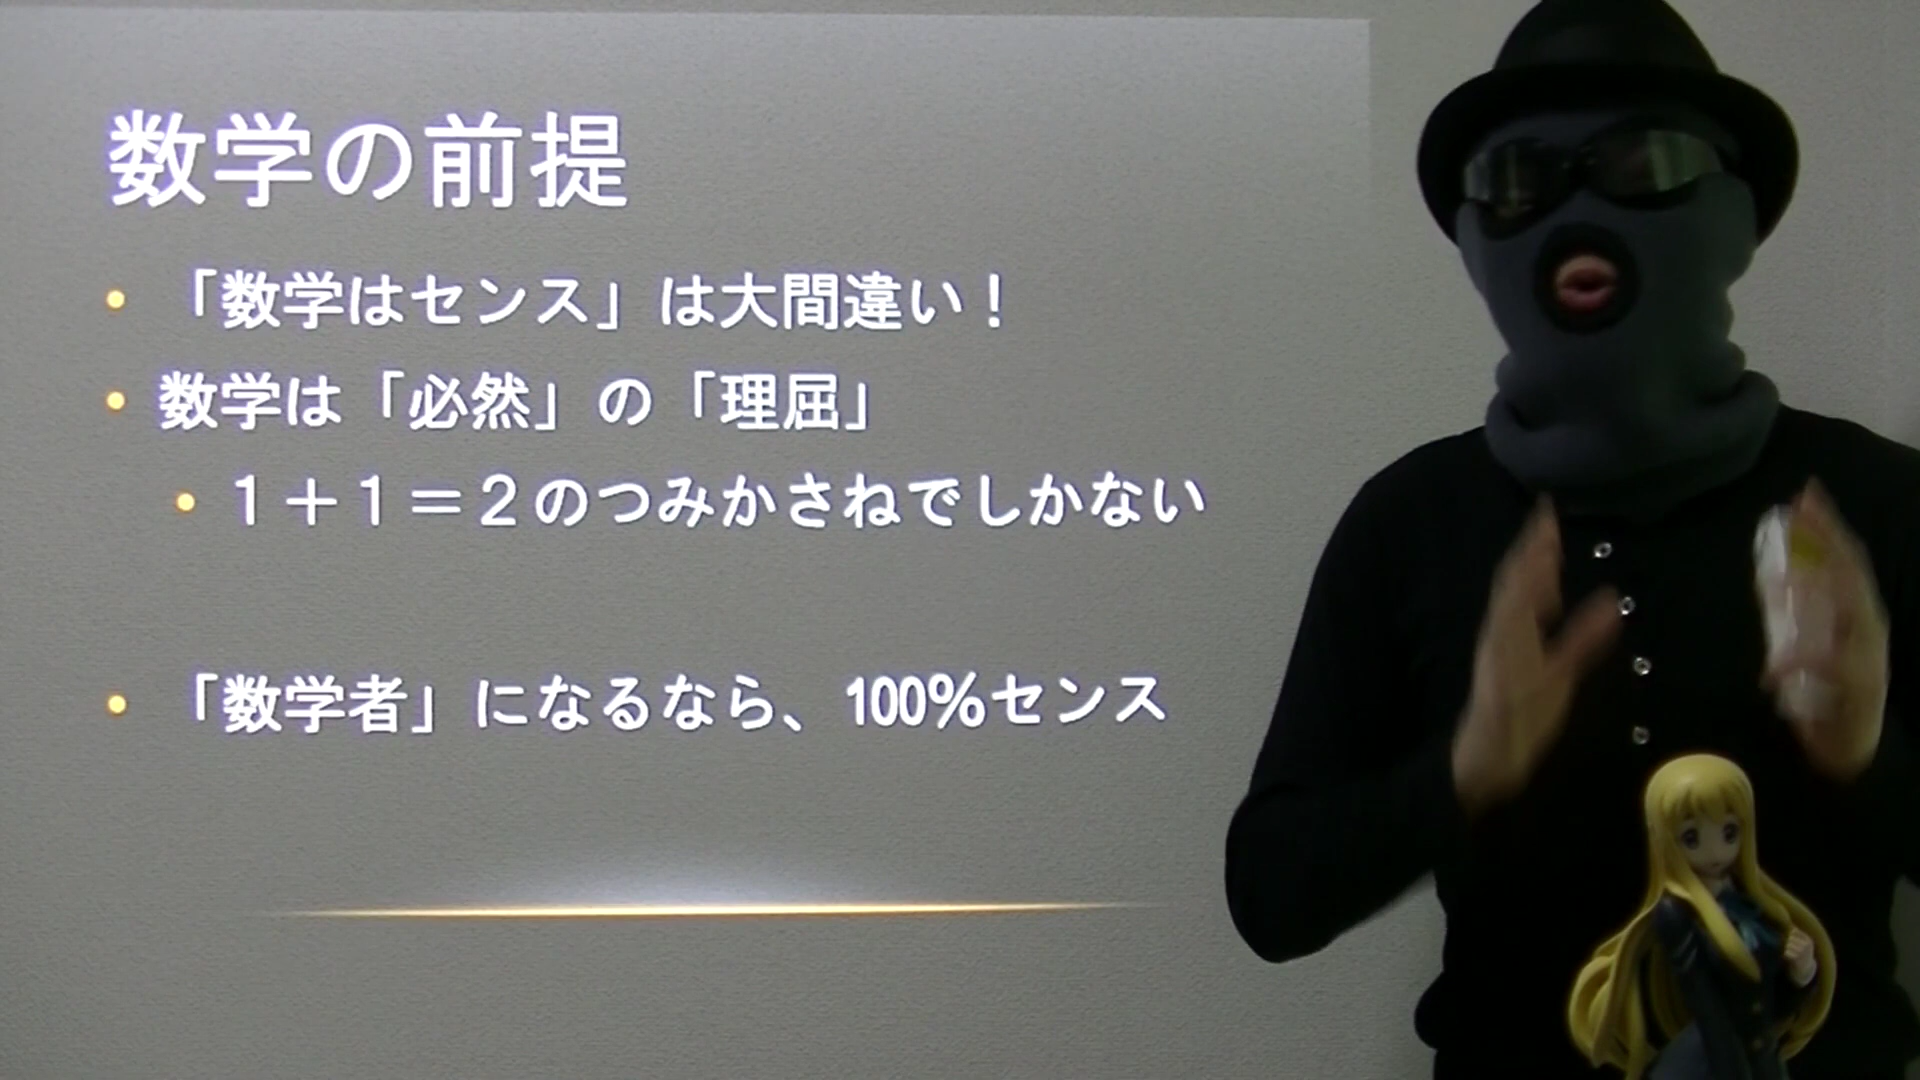 数学の前提
• 「数学はセンス」は大間違い！
• 数学は「必然」の「理屈」
• １＋１＝２のつみかさねでしかない
• 「数学者」になるなら、100％センス